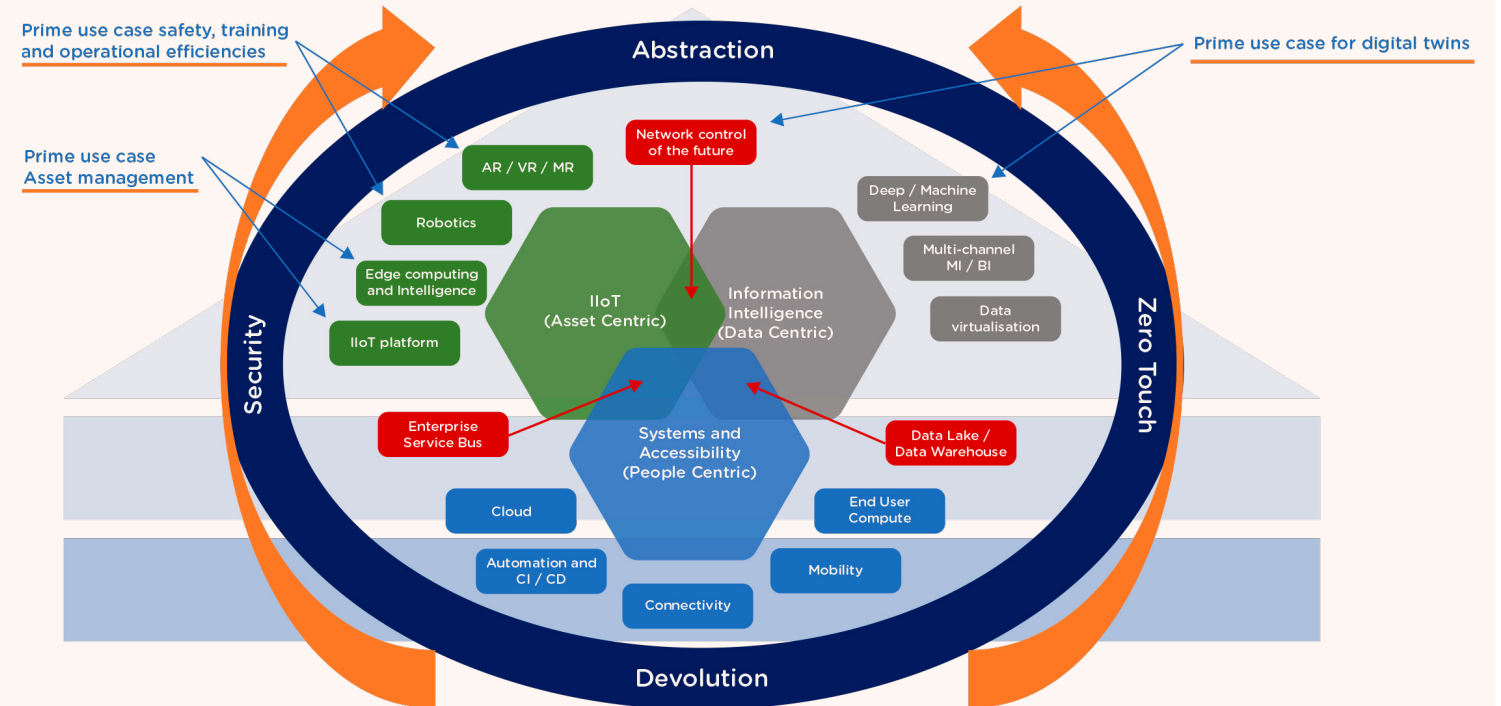 Prime use case safety, training
and operational efficiencies
Abstraction
Prime use case for digital twins
Prime use case
Asset management
Network control
of the future
AR / VR / MR
Robotics
Edge computing
and Intelligence
IIoT platform
Deep / Machine
Learning
Multi-channel
MI / BI
Data
virtualisation
IIoT
(Asset Centric)
Information
Intelligence
(Data Centric)
Security
Zero Touch
Enterprise
Service Bus
Systems and
Accessibility
(People Centric)
Data Lake /
Data Warehouse
Cloud
End User
Compute
Automation and
CI / CD
Mobility
Connectivity
Devolution